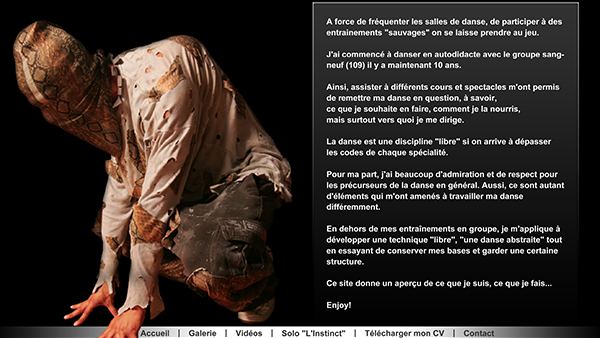 A force de fréquenter les salles de danse, de participer à des
entrainements "sauvages" on se laisse prendre au jeu.
J'ai commencé à danser en autodidacte avec le groupe sang-
neuf (109) il y a maintenant 10 ans.
Ainsi, assister à différents cours et spectacles m'ont permis
de remettre ma danse en question, à savoir,
ce que je souhaite en faire, comment je la nourris,
mais surtout vers quoi je me dirige.
La danse est une discipline "libre" si on arrive à dépasser
les codes de chaque spécialité.
Pour ma part, j'ai beaucoup d'admiration et de respect pour
les précurseurs de la danse en général. Aussi, ce sont autant
d'éléments qui m'ont amenés à travailler ma danse
différemment.
En dehors de mes entraînements en groupe, je m'applique à
développer une technique "libre", "une danse abstraite" tout
en essayant de conserver mes bases et garder une certaine
structure.
Ce site donne un aperçu de ce que je suis, ce que je fais...
Enjoy!
Accueil | Galerie | Vidéos | Solo "L'Instinct" | Télécharger mon CV | Contact